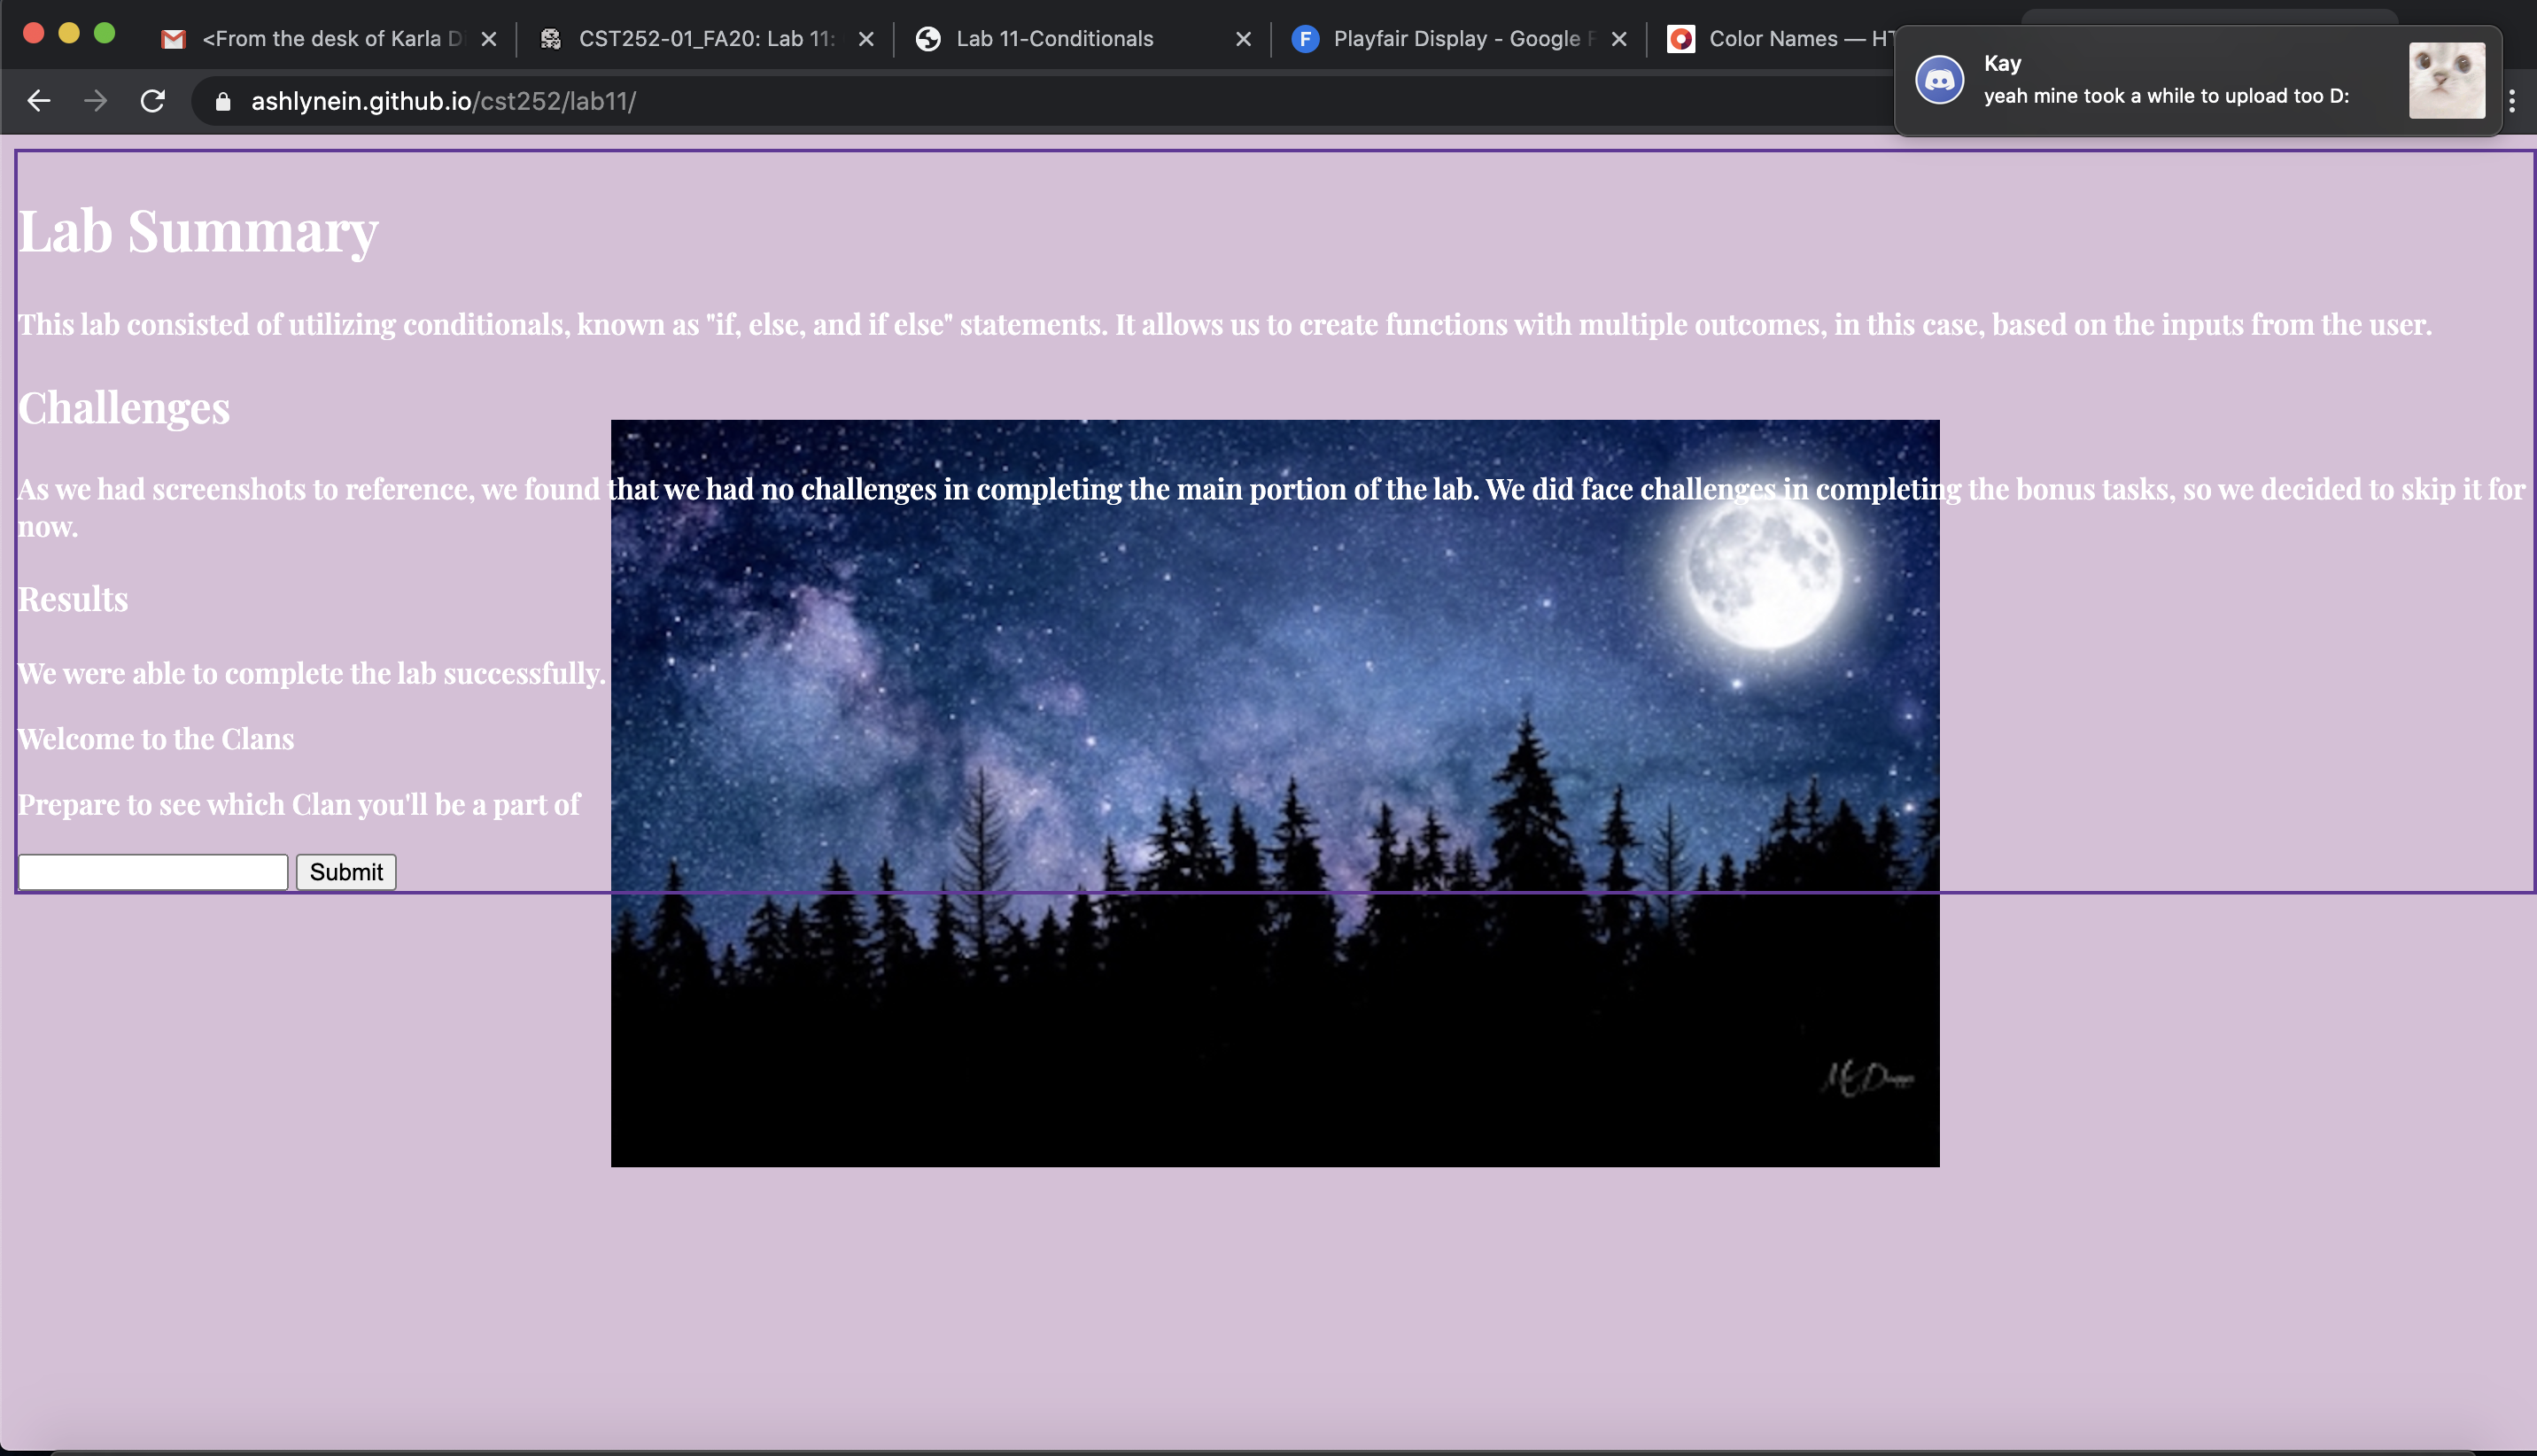 <From the desk of Karla D
CST252-01_FA20: Lab 11:
Lab 11-Conditionals
Playfair Display - Google F
Color Names — HT
Kay
yeah mine took a while to upload too D:
ashlynein.github.io/cst252/lab11/
Lab Summary
This lab consisted of utilizing conditionals, known as "if, else, and if else" statements. It allows us to create functions with multiple outcomes, in this case, based on the inputs from the user.
Challenges
As we had screenshots to reference, we found that we had no challenges in completing the main portion of the lab. We did face challenges in completing the bonus tasks, so we decided to skip it for
now.
Results
We were able to complete the lab successfully.
Welcome to the Clans
Prepare to see which Clan you'll be a part of
Submit